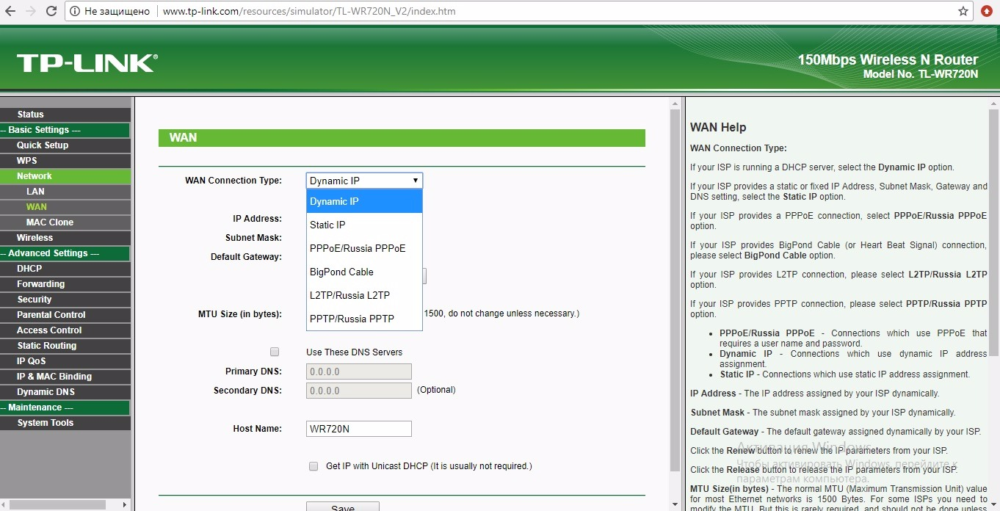 Не защищено www.tp-link.com/resources/simulator/TL-WR720N_V2/index.htm
TP-LINK®
150Mbps Wireless N Router
Model No. TL-WR720N
Status
-- Basic Settings ---
Quick Setup
WPS
Network
LAN
WAN
MAC Clone
Wireless
-- Advanced Settings ---
DHCP
Forwarding
Security
Parental Control
Access Control
Static Routing
IP QoS
IP & MAC Binding
Dynamic DNS
-- Maintenance ---
System Tools
WAN
WAN Connection Type: Dynamic IP
Dynamic IP
Static IP
PPPoE/Russia PPPoE
BigPond Cable
L2TP/Russia L2TP
PPTP/Russia PPTP
IP Address:
Subnet Mask:
Default Gateway:
MTU Size (in bytes): 1500, do not change unless necessary.)
Use These DNS Servers
Primary DNS: 0.0.0.0
Secondary DNS: 0.0.0.0 (Optional)
Host Name: WR720N
Get IP with Unicast DHCP (It is usually not required.)
Save
WAN Help
WAN Connection Type:
If your ISP is running a DHCP server, select the Dynamic IP option.
If your ISP provides a static or fixed IP Address, Subnet Mask, Gateway and
DNS setting, select the Static IP option.
If your ISP provides a PPPoE connection, select PPPoE/Russia PPPoE
option.
If your ISP provides BigPond Cable (or Heart Beat Signal) connection,
please select BigPond Cable option.
If your ISP provides L2TP connection, please select L2TP/Russia L2TP
option.
If your ISP provides PPTP connection, please select PPTP/Russia PPTP
option.
• PPPoE/Russia PPPoE - Connections which use PPPoE that
requires a user name and password.
• Dynamic IP - Connections which use dynamic IP address
assignment.
• Static IP - Connections which use static IP address assignment.
IP Address - The IP address assigned by your ISP dynamically.
Subnet Mask - The subnet mask assigned by your ISP dynamically.
Default Gateway - The default gateway assigned dynamically by your ISP.
Click the Renew button to renew the IP parameters from your ISP.
Click the Release button to release the IP parameters from your ISP.
MTU Size(in bytes) - The normal MTU (Maximum Transmission Unit) value
for most Ethernet networks is 1500 Bytes. For some ISPs you need to
modify the MTU. But this is rarely required, and should not be done unless
Активация Windows
Чтобы активировать Windows, перейдите к
параметрам компьютера.